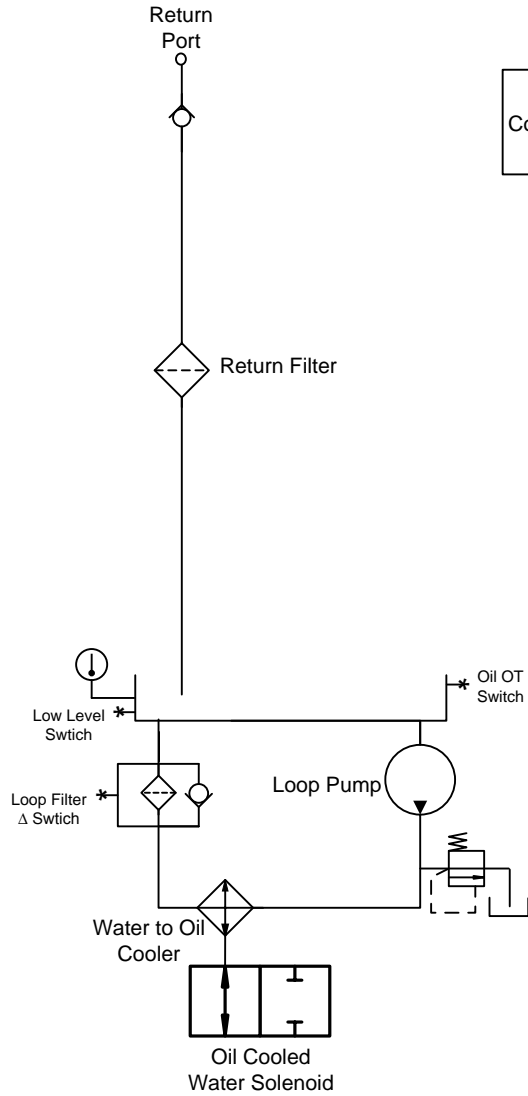 Return
Port
Co
Return Filter
Oil OT
Switch
Low Level
Swtich
Loop Filter
Δ Swtich
Loop Pump
Water to Oil
Cooler
Oil Cooled
Water Solenoid